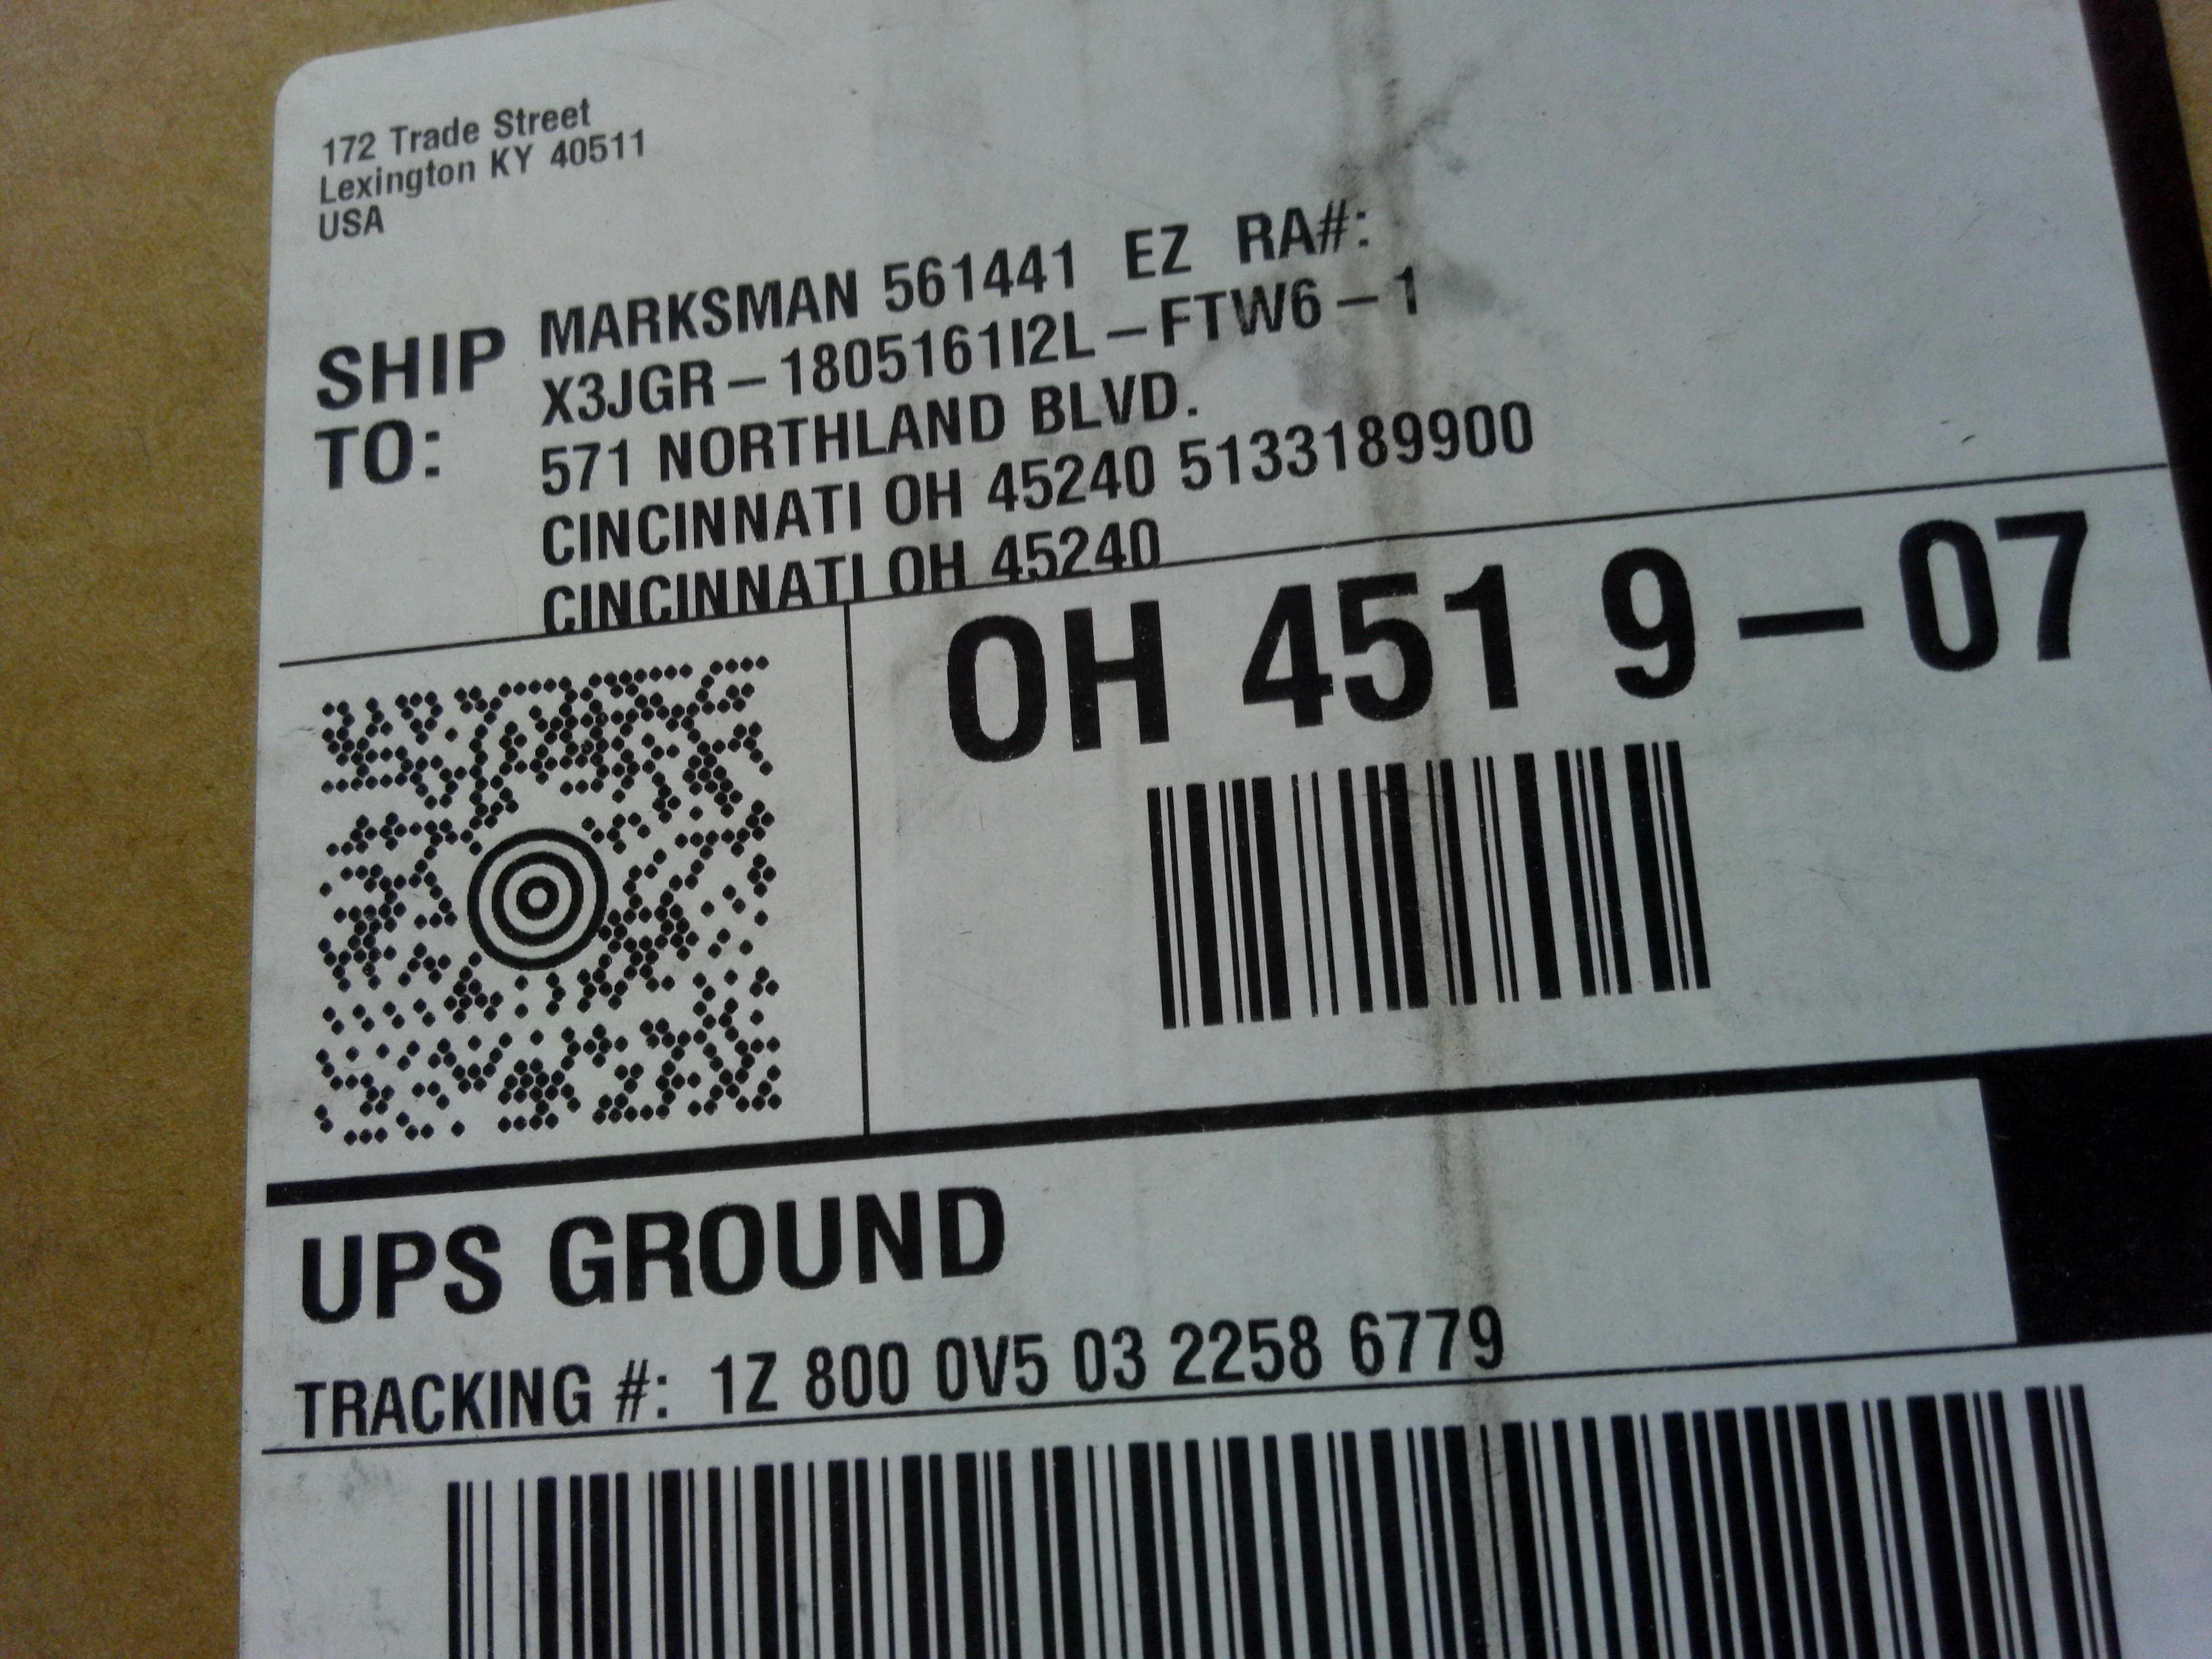 172 Trade Street
Lexington KY 40511
USA
SHIP TO:
MARKSMAN 561441 EZ RA#:
X3JGR-1805161I2L-FTW6-1
571 NORTHLAND BLVD.
CINCINNATI OH 45240 5133189900
CINCINNATI OH 45240
OH 451 9-07
UPS GROUND
TRACKING #: 1Z 800 0V5 03 2258 6779